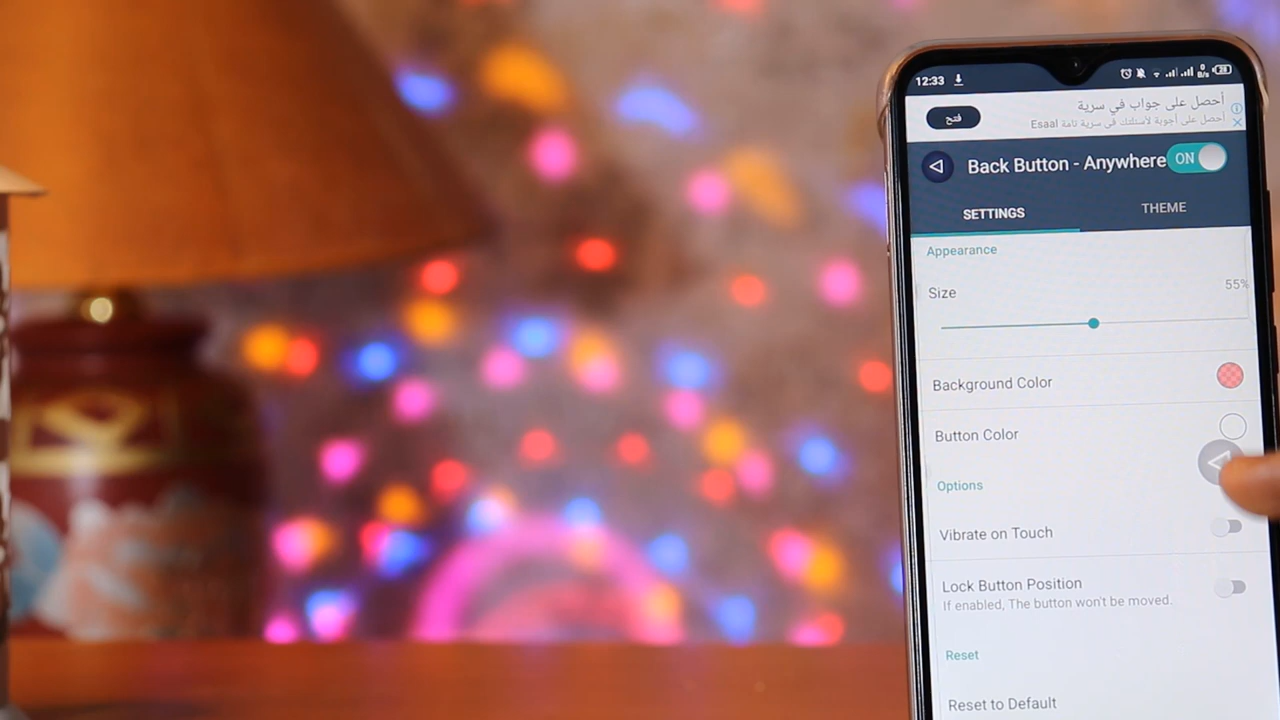 12:33
أحصل على جواب في سرية
فتح
أحصل على أجوبة لأسئلتك في سرية تامة Esaal
Back Button - Anywhere
ON
SETTINGS
THEME
Appearance
Size
55%
Background Color
Button Color
Options
Vibrate on Touch
Lock Button Position
If enabled, The button won't be moved.
Reset
Reset to Default